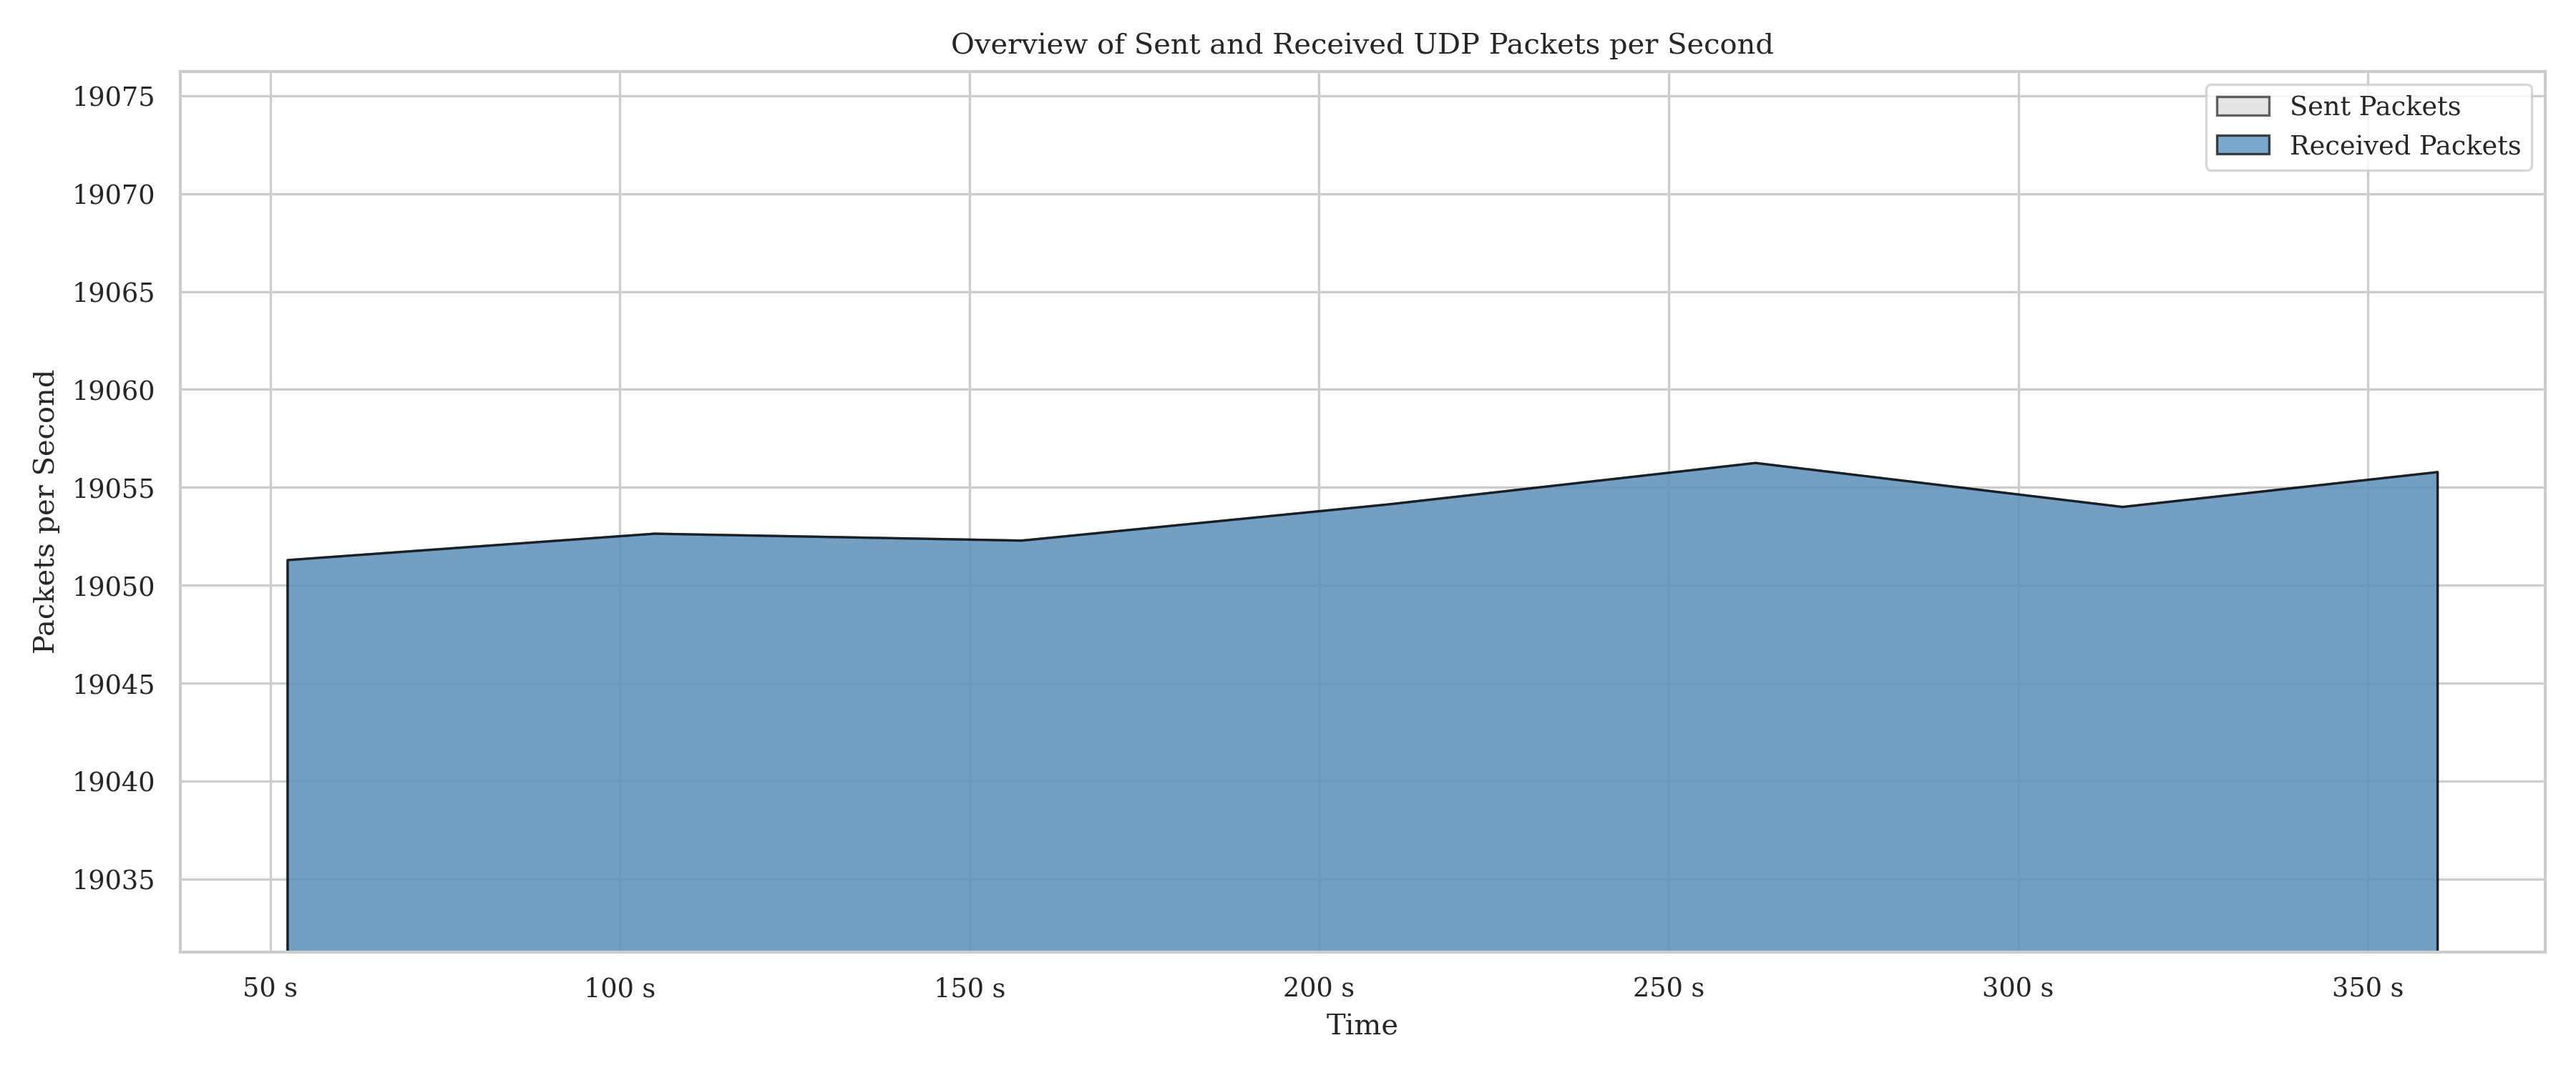 Overview of Sent and Received UDP Packets per Second
Sent Packets
Received Packets
Packets per Second
19075
19070
19065
19060
19055
19050
19045
19040
19035
50 s
100 s
150 s
200 s
250 s
300 s
350 s
Time